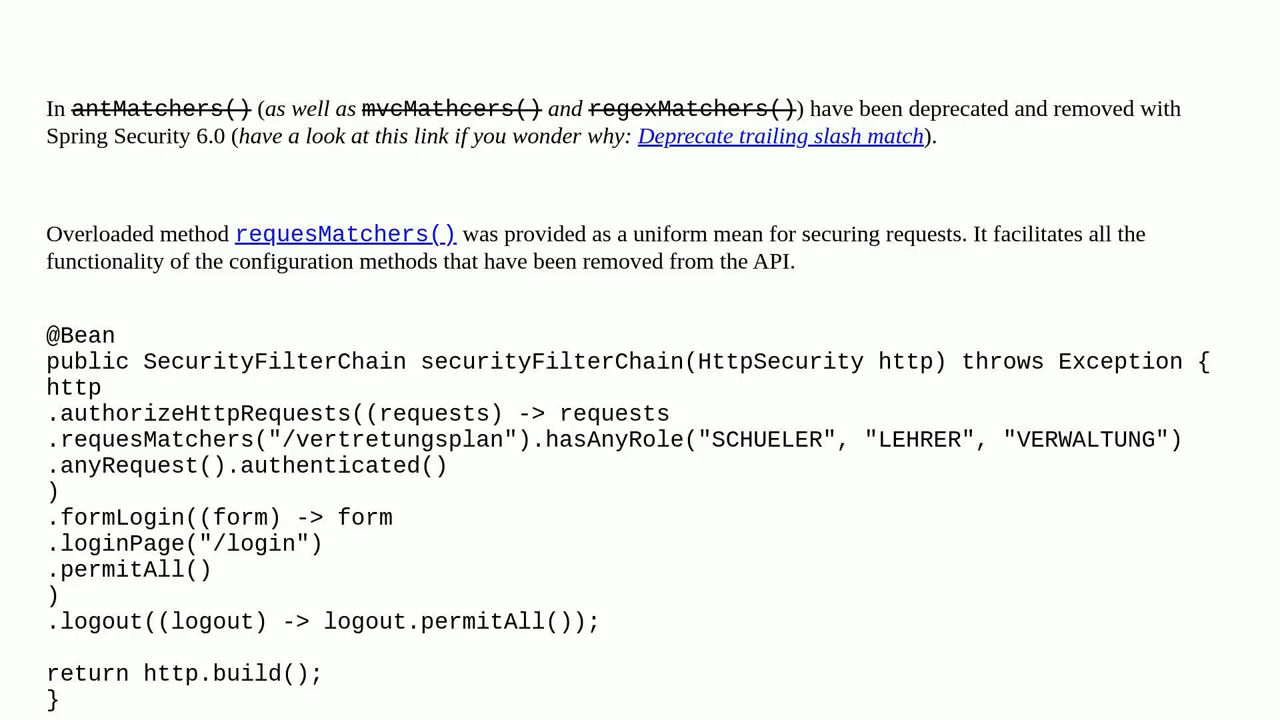 In antMatchers() (as well as mvcMathcers() and regexMatchers()) have been deprecated and removed with
Spring Security 6.0 (have a look at this link if you wonder why: Deprecate trailing slash match).
Overloaded method requesMatchers() was provided as a uniform mean for securing requests. It facilitates all the
functionality of the configuration methods that have been removed from the API.
@Bean
public SecurityFilterChain securityFilterChain(HttpSecurity http) throws Exception {
http
.authorizeHttpRequests((requests) -> requests
.requesMatchers("/vertretungsplan").hasAnyRole("SCHUELER", "LEHRER", "VERWALTUNG")
.anyRequest().authenticated()
)
.formLogin((form) -> form
.loginPage("/login")
.permitAll()
)
.logout((logout) -> logout.permitAll());
return http.build();
}